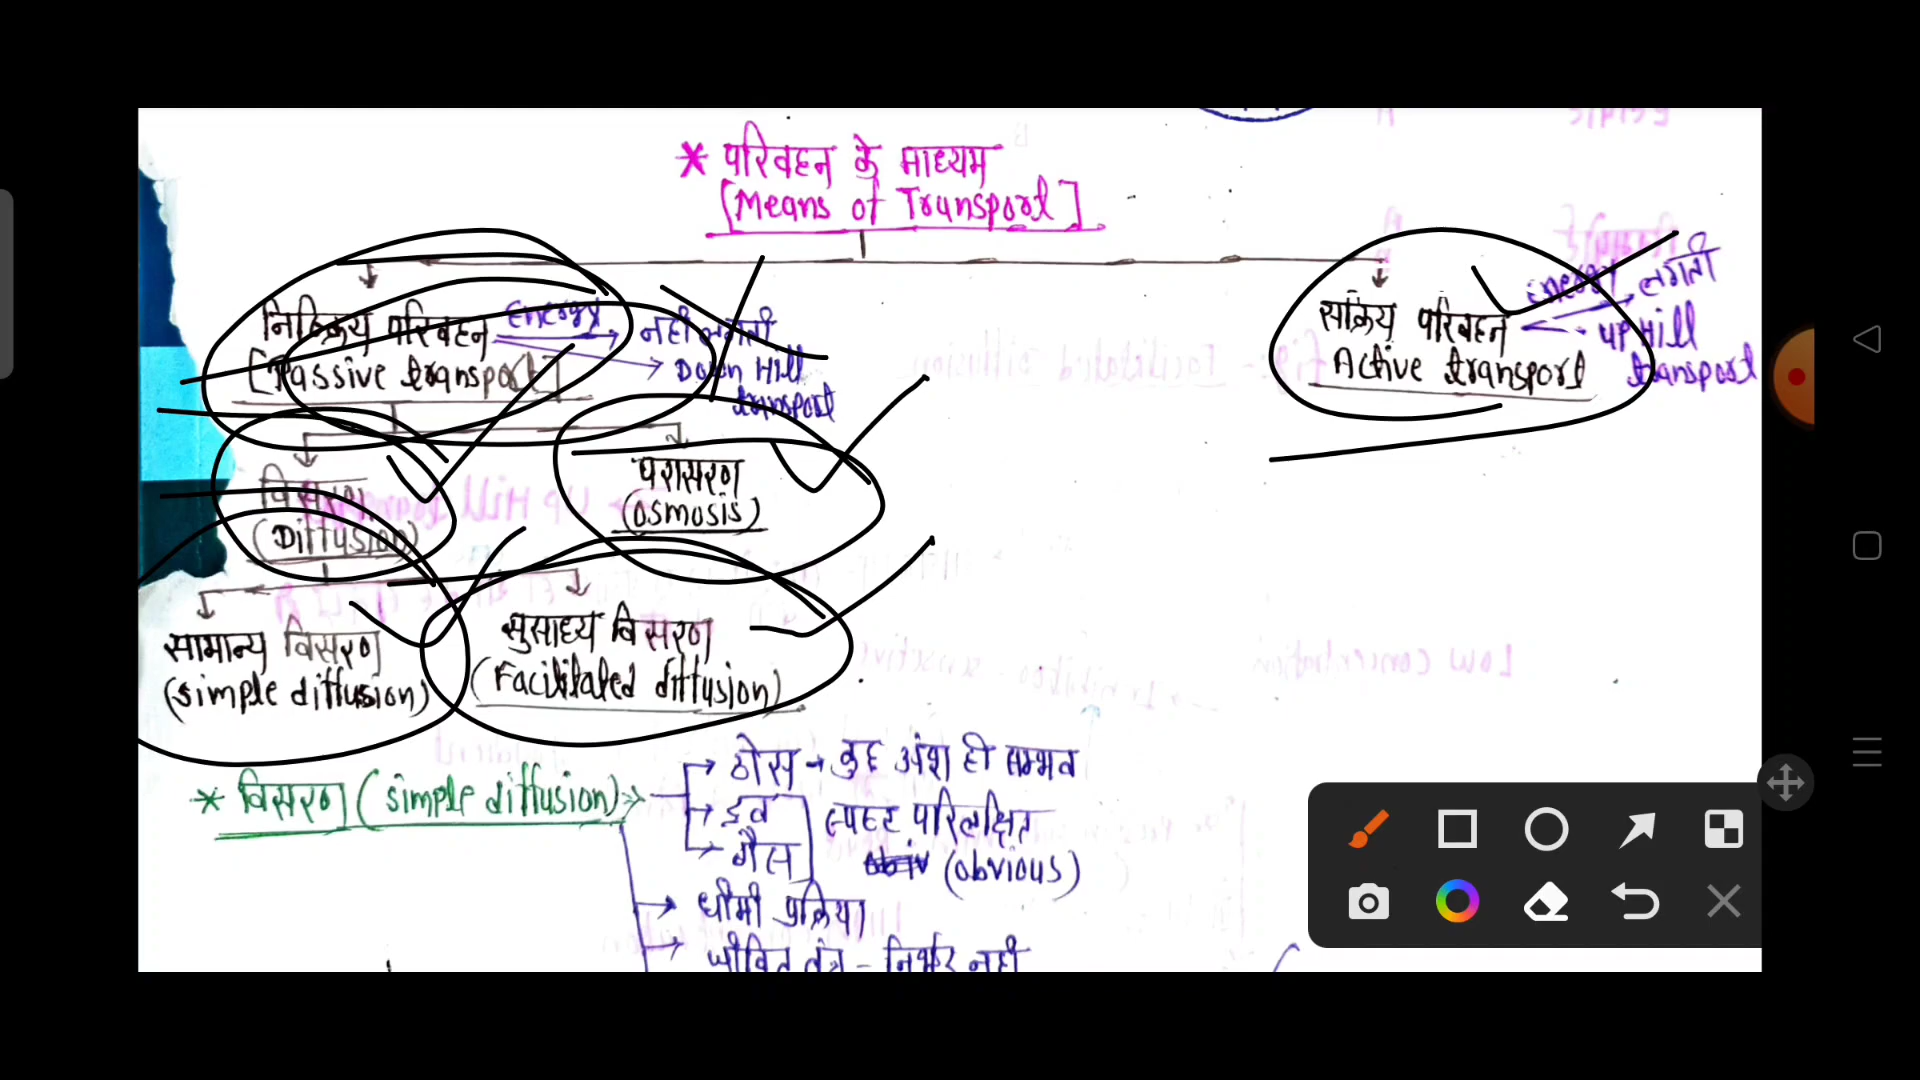 * परिवहन के माध्यम
[Means of Transport]
निष्क्रिय परिवहन Energy नही लगती
[Passive transport] Down Hill
transport
सक्रिय परिवहन Energy लगती
Active transport UP Hill
transport
विसरण
(Diffusion)
परासरण
(osmosis)
सामान्य विसरण
(simple diffusion)
सुसाध्य विसरण
(Facilitated diffusion)
* विसरण (simple diffusion)
ठोस → कुछ अंश ही सम्भव
द्रव
गैस
स्पष्ट परिलक्षित
(obvious)
धीमी प्रक्रिया
जीवित तंत्र - निर्भर नही